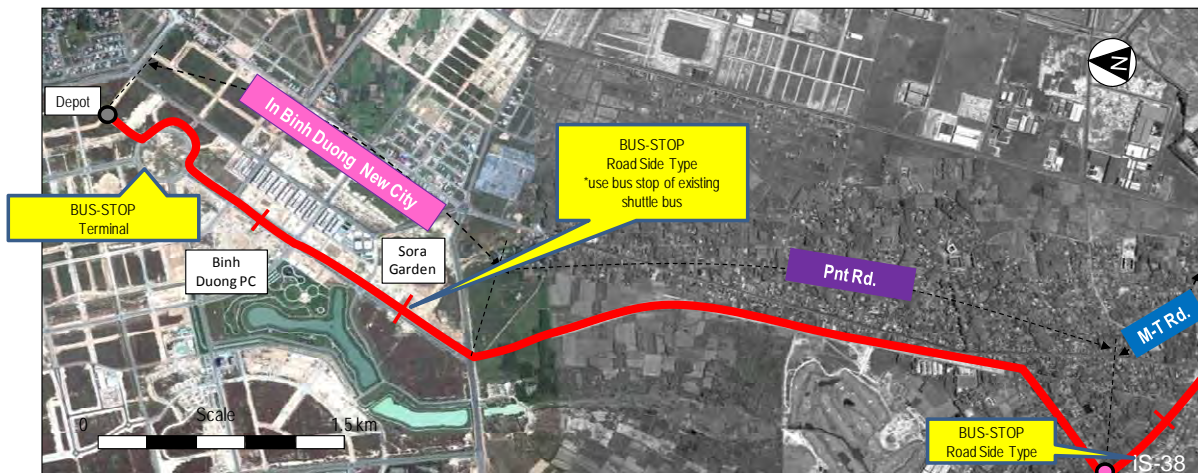 N
Depot
In Binh Duong New City
BUS-STOP
Road Side Type
*use bus stop of existing
shuttle bus
BUS-STOP
Terminal
Binh
Duong PC
Sora
Garden
Pnt Rd.
M-T Rd.
0
Scale
1.5 km
BUS-STOP
Road Side Type
iS-38